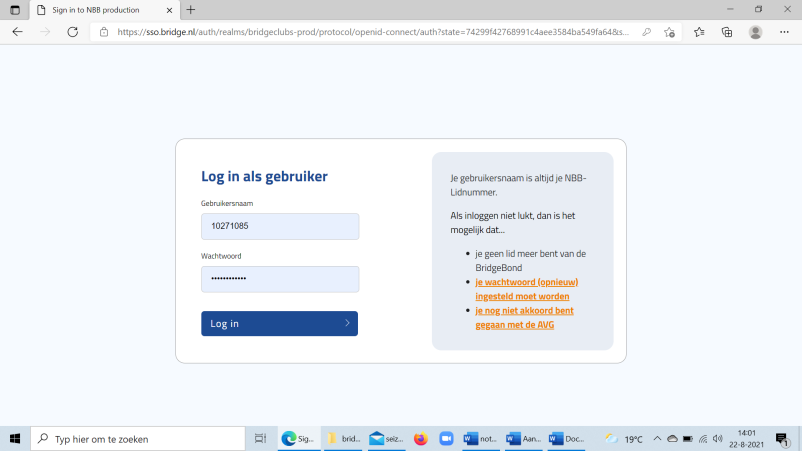 Sign in to NBB production
https://sso.bridge.nl/auth/realms/bridgeclubs-prod/protocol/openid-connect/auth?state=74299f42768991c4aee3584ba549fa64&s...
Log in als gebruiker
Gebruikersnaam
10271085
Wachtwoord
••••••••••••
Log in
Je gebruikersnaam is altijd je NBB-
Lidnummer.
Als inloggen niet lukt, dan is het
mogelijk dat...
• je geen lid meer bent van de
BridgeBond
• je wachtwoord (opnieuw)
ingesteld moet worden
• je nog niet akkoord bent
gegaan met de AVG
Typ hier om te zoeken
Sig...
brid...
seiz...
not...
Aan...
Doc...
19°C
14:01
22-8-2021
1